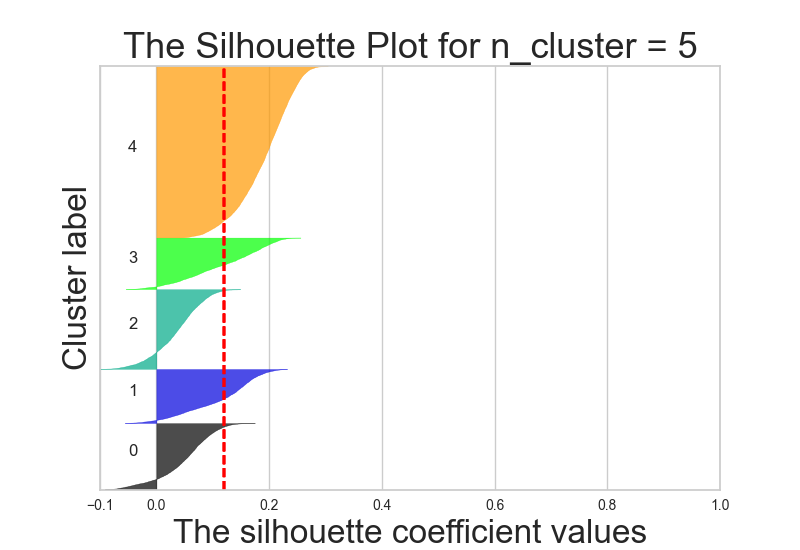 The Silhouette Plot for n_cluster = 5
Cluster label
4
3
2
1
0
−0.1 0.0 0.2 0.4 0.6 0.8 1.0
The silhouette coefficient values